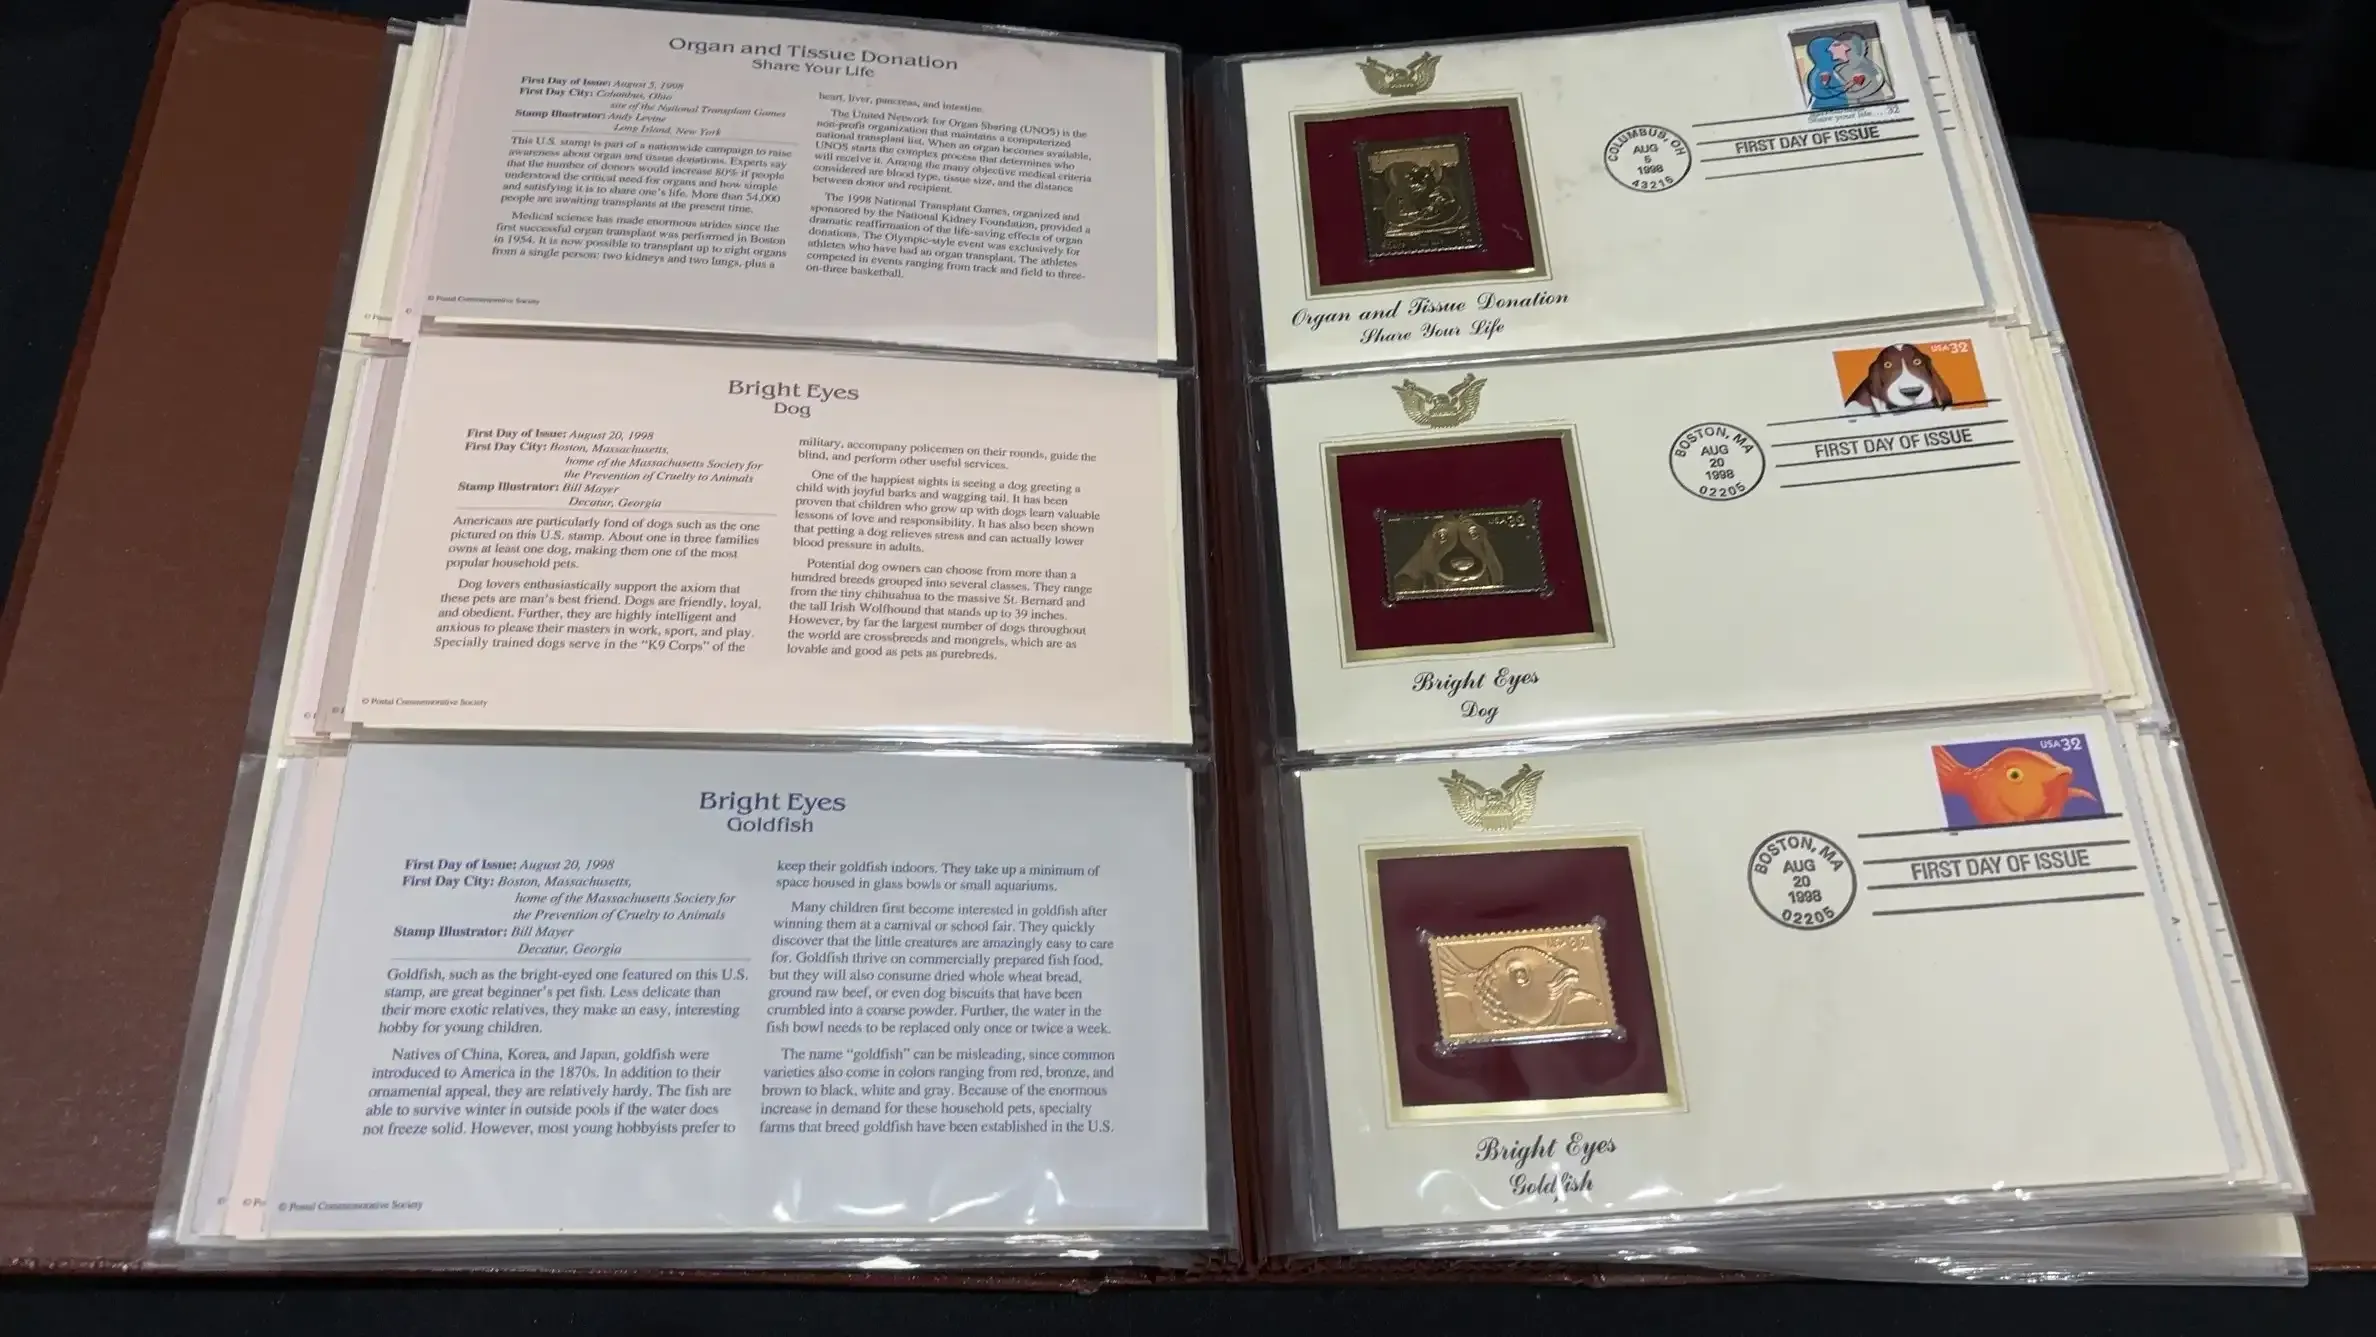 Organ and Tissue Donation
Share Your Life
First Day of Issue: August 5, 1998
First Day City: Columbus, Ohio
site of the National Transplant Games
Stamp Illustrator: Andy Levine
Long Island, New York
This U.S. stamp is part of a nationwide campaign to raise
awareness about organ and tissue donations. Experts say
that the number of donors would increase 80% if people
understood the critical need for organs and how simple
and satisfying it is to share one's life. More than 54,000
people are awaiting transplants at the present time.
Medical science has made enormous strides since the
first successful organ transplant was performed in Boston
in 1954. It is now possible to transplant up to eight organs
from a single person: two kidneys and two lungs, plus a
heart, liver, pancreas, and intestine.
The United Network for Organ Sharing (UNOS) is the
non-profit organization that maintains a computerized
national transplant list. When an organ becomes available,
UNOS starts the complex process that determines who
will receive it. Among the many objective medical criteria
considered are blood type, tissue size, and the distance
between donor and recipient.
The 1998 National Transplant Games, organized and
sponsored by the National Kidney Foundation, provided a
dramatic reaffirmation of the life-saving effects of organ
donations. The Olympic-style event was exclusively for
athletes who have had an organ transplant. The athletes
competed in events ranging from track and field to three-
on-three basketball.
© Postal Commemorative Society
Bright Eyes
Dog
First Day of Issue: August 20, 1998
First Day City: Boston, Massachusetts,
home of the Massachusetts Society for
the Prevention of Cruelty to Animals
Stamp Illustrator: Bill Mayer
Decatur, Georgia
Americans are particularly fond of dogs such as the one
pictured on this U.S. stamp. About one in three families
owns at least one dog, making them one of the most
popular household pets.
Dog lovers enthusiastically support the axiom that
these pets are man's best friend. Dogs are friendly, loyal,
and obedient. Further, they are highly intelligent and
anxious to please their masters in work, sport, and play.
Specially trained dogs serve in the "K9 Corps" of the
military, accompany policemen on their rounds, guide the
blind, and perform other useful services.
One of the happiest sights is seeing a dog greeting a
child with joyful barks and wagging tail. It has been
proven that children who grow up with dogs learn valuable
lessons of love and responsibility. It has also been shown
that petting a dog relieves stress and can actually lower
blood pressure in adults.
Potential dog owners can choose from more than a
hundred breeds grouped into several classes. They range
from the tiny chihuahua to the massive St. Bernard and
the tall Irish Wolfhound that stands up to 39 inches.
However, by far the largest number of dogs throughout
the world are crossbreeds and mongrels, which are as
lovable and good as pets as purebreds.
© Postal Commemorative Society
Bright Eyes
Goldfish
First Day of Issue: August 20, 1998
First Day City: Boston, Massachusetts,
home of the Massachusetts Society for
the Prevention of Cruelty to Animals
Stamp Illustrator: Bill Mayer
Decatur, Georgia
Goldfish, such as the bright-eyed one featured on this U.S.
stamp, are great beginner's pet fish. Less delicate than
their more exotic relatives, they make an easy, interesting
hobby for young children.
Natives of China, Korea, and Japan, goldfish were
introduced to America in the 1870s. In addition to their
ornamental appeal, they are relatively hardy. The fish are
able to survive winter in outside pools if the water does
not freeze solid. However, most young hobbyists prefer to
keep their goldfish indoors. They take up a minimum of
space housed in glass bowls or small aquariums.
Many children first become interested in goldfish after
winning them at a carnival or school fair. They quickly
discover that the little creatures are amazingly easy to care
for. Goldfish thrive on commercially prepared fish food,
but they will also consume dried whole wheat bread,
ground raw beef, or even dog biscuits that have been
crumbled into a coarse powder. Further, the water in the
fish bowl needs to be replaced only once or twice a week.
The name "goldfish" can be misleading, since common
varieties also come in colors ranging from red, bronze, and
brown to black, white and gray. Because of the enormous
increase in demand for these household pets, specialty
farms that breed goldfish have been established in the U.S.
© Postal Commemorative Society
Share your life... 32
COLUMBUS, OH
AUG
5
1998
43216
FIRST DAY OF ISSUE
Organ and Tissue Donation
Share Your Life
USA 32
BOSTON, MA
AUG
20
1998
02205
FIRST DAY OF ISSUE
USA 32
Bright Eyes
Dog
USA 32
BOSTON, MA
AUG
20
1998
02205
FIRST DAY OF ISSUE
USA 32
Bright Eyes
Goldfish